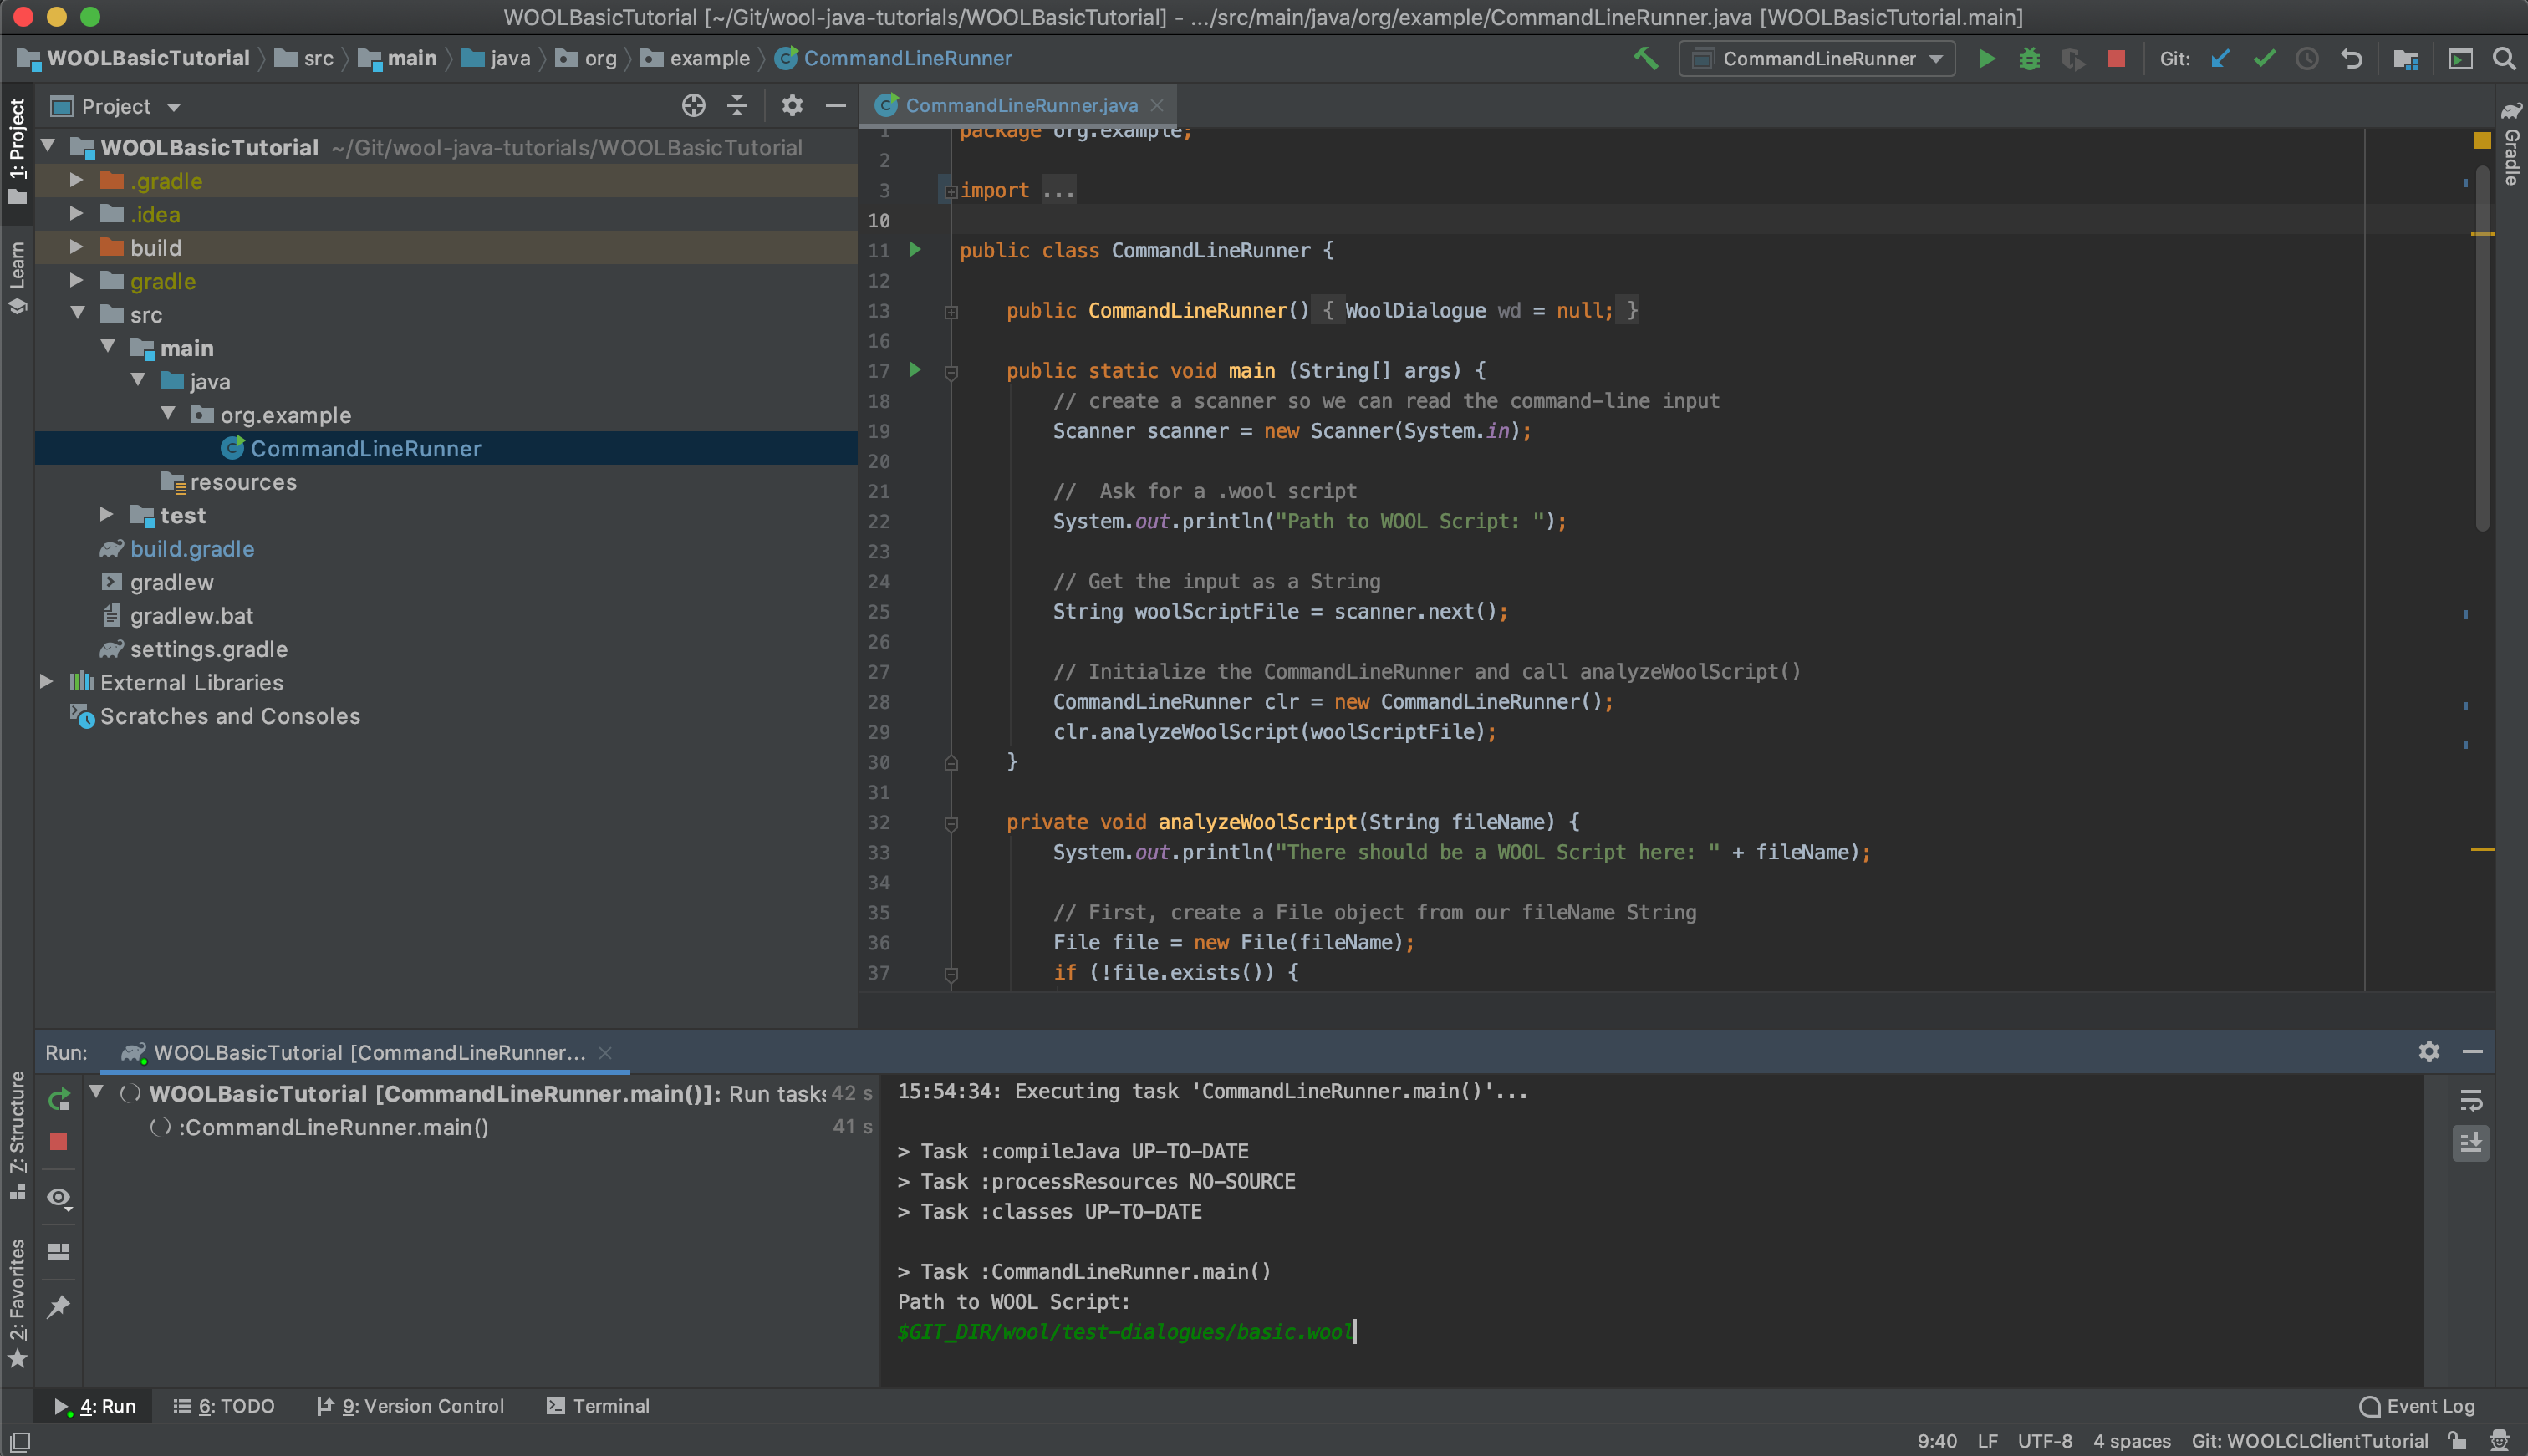 WOOLBasicTutorial [~/Git/wool-java-tutorials/WOOLBasicTutorial] - .../src/main/java/org/example/CommandLineRunner.java [WOOLBasicTutorial.main]
WOOLBasicTutorial src main java org example CommandLineRunner CommandLineRunner Git:
1: Project
Learn
7: Structure
2: Favorites
Project
WOOLBasicTutorial ~/Git/wool-java-tutorials/WOOLBasicTutorial
.gradle
.idea
build
gradle
src
main
java
org.example
CommandLineRunner
resources
test
build.gradle
gradlew
gradlew.bat
settings.gradle
External Libraries
Scratches and Consoles
CommandLineRunner.java
1 package org.example;
2
3 import ...
10
11 public class CommandLineRunner {
12
13 public CommandLineRunner() { WoolDialogue wd = null; }
16
17 public static void main (String[] args) {
18 // create a scanner so we can read the command-line input
19 Scanner scanner = new Scanner(System.in);
20
21 //  Ask for a .wool script
22 System.out.println("Path to WOOL Script: ");
23
24 // Get the input as a String
25 String woolScriptFile = scanner.next();
26
27 // Initialize the CommandLineRunner and call analyzeWoolScript()
28 CommandLineRunner clr = new CommandLineRunner();
29 clr.analyzeWoolScript(woolScriptFile);
30 }
31
32 private void analyzeWoolScript(String fileName) {
33 System.out.println("There should be a WOOL Script here: " + fileName);
34
35 // First, create a File object from our fileName String
36 File file = new File(fileName);
37 if (!file.exists()) {
Gradle
Run: WOOLBasicTutorial [CommandLineRunner...
WOOLBasicTutorial [CommandLineRunner.main()]: Run tasks 42 s
:CommandLineRunner.main() 41 s
15:54:34: Executing task 'CommandLineRunner.main()'...
> Task :compileJava UP-TO-DATE
> Task :processResources NO-SOURCE
> Task :classes UP-TO-DATE
> Task :CommandLineRunner.main()
Path to WOOL Script:
$GIT_DIR/wool/test-dialogues/basic.wool
4: Run 6: TODO 9: Version Control Terminal Event Log
9:40 LF UTF-8 4 spaces Git: WOOLCLClientTutorial